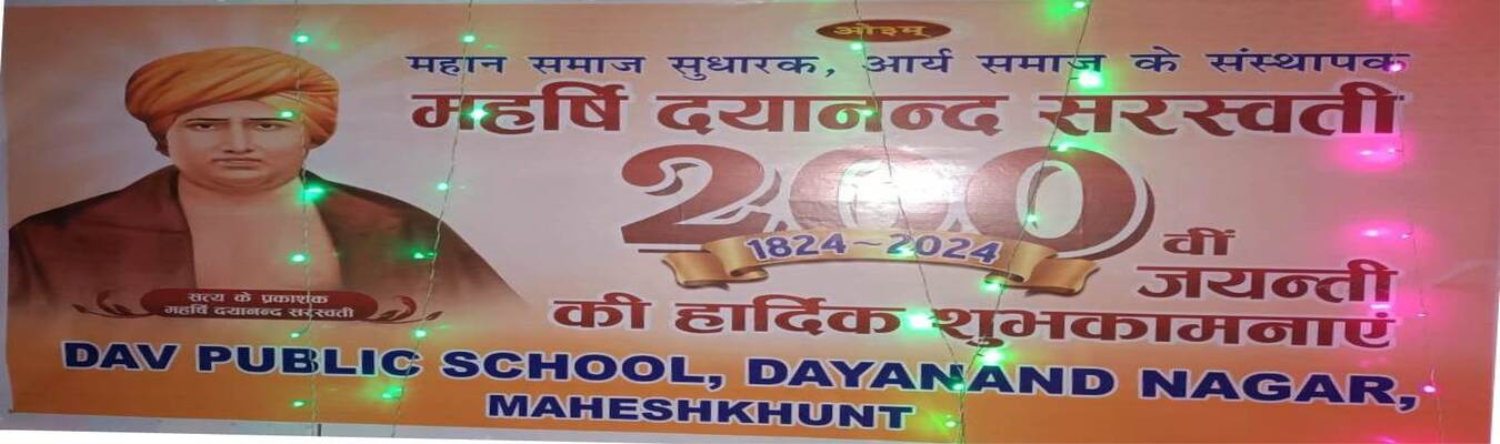 ओ३म्
महान समाज सुधारक, आर्य समाज के संस्थापक
महर्षि दयानन्द सरस्वती
200
1824~2024
वीं
जयन्ती
की हार्दिक शुभकामनाएं
सत्य के प्रकाशक
महर्षि दयानन्द सरस्वती
DAV PUBLIC SCHOOL, DAYANAND NAGAR,
MAHESHKHUNT